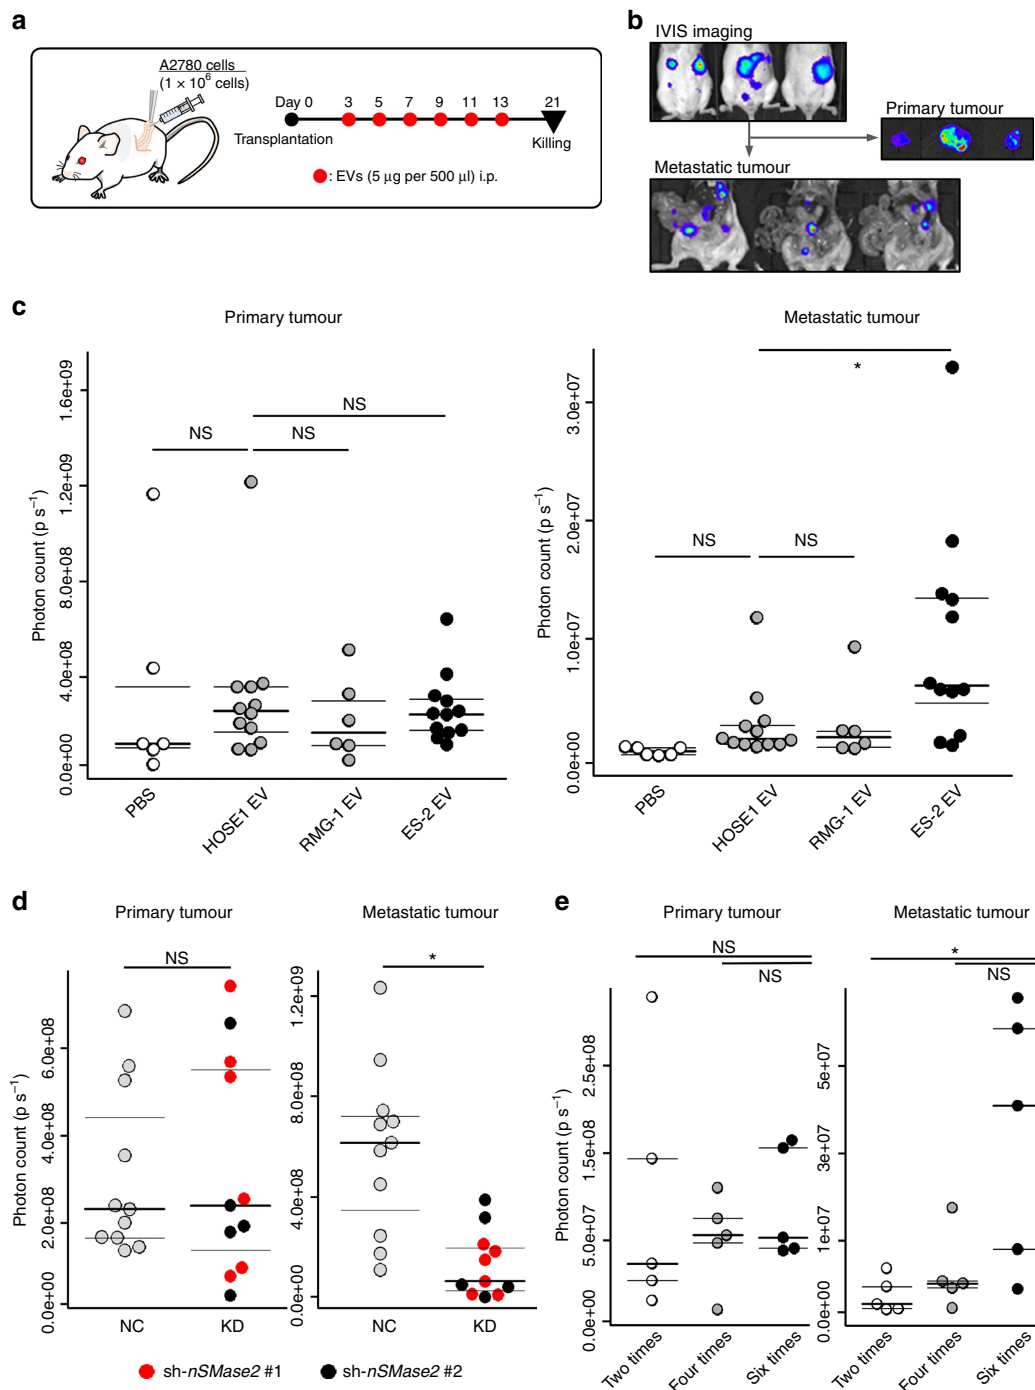 a
A2780 cells
(1 × 10⁶ cells)
Day 0 3 5 7 9 11 13 21
Transplantation
Killing
: EVs (5 µg per 500 µl) i.p.
b
IVIS imaging
Primary tumour
Metastatic tumour
c
Primary tumour
Photon count (p s⁻¹)
1.6e+09
1.2e+09
8.0e+08
4.0e+08
0.0e+00
NS
NS
NS
PBS
HOSE1 EV
RMG-1 EV
ES-2 EV
Metastatic tumour
Photon count (p s⁻¹)
3.0e+07
2.0e+07
1.0e+07
0.0e+00
*
NS
NS
PBS
HOSE1 EV
RMG-1 EV
ES-2 EV
d
Primary tumour
Photon count (p s⁻¹)
6.0e+08
4.0e+08
2.0e+08
0.0e+00
NS
NC
KD
Metastatic tumour
1.2e+09
8.0e+08
4.0e+08
0.0e+00
*
NC
KD
sh-nSMase2 #1
sh-nSMase2 #2
e
Primary tumour
Photon count (p s⁻¹)
2.5e+08
1.5e+08
5.0e+07
0.0e+00
NS
NS
Two times
Four times
Six times
Metastatic tumour
5e+07
3e+07
1e+07
0.0e+00
*
NS
Two times
Four times
Six times